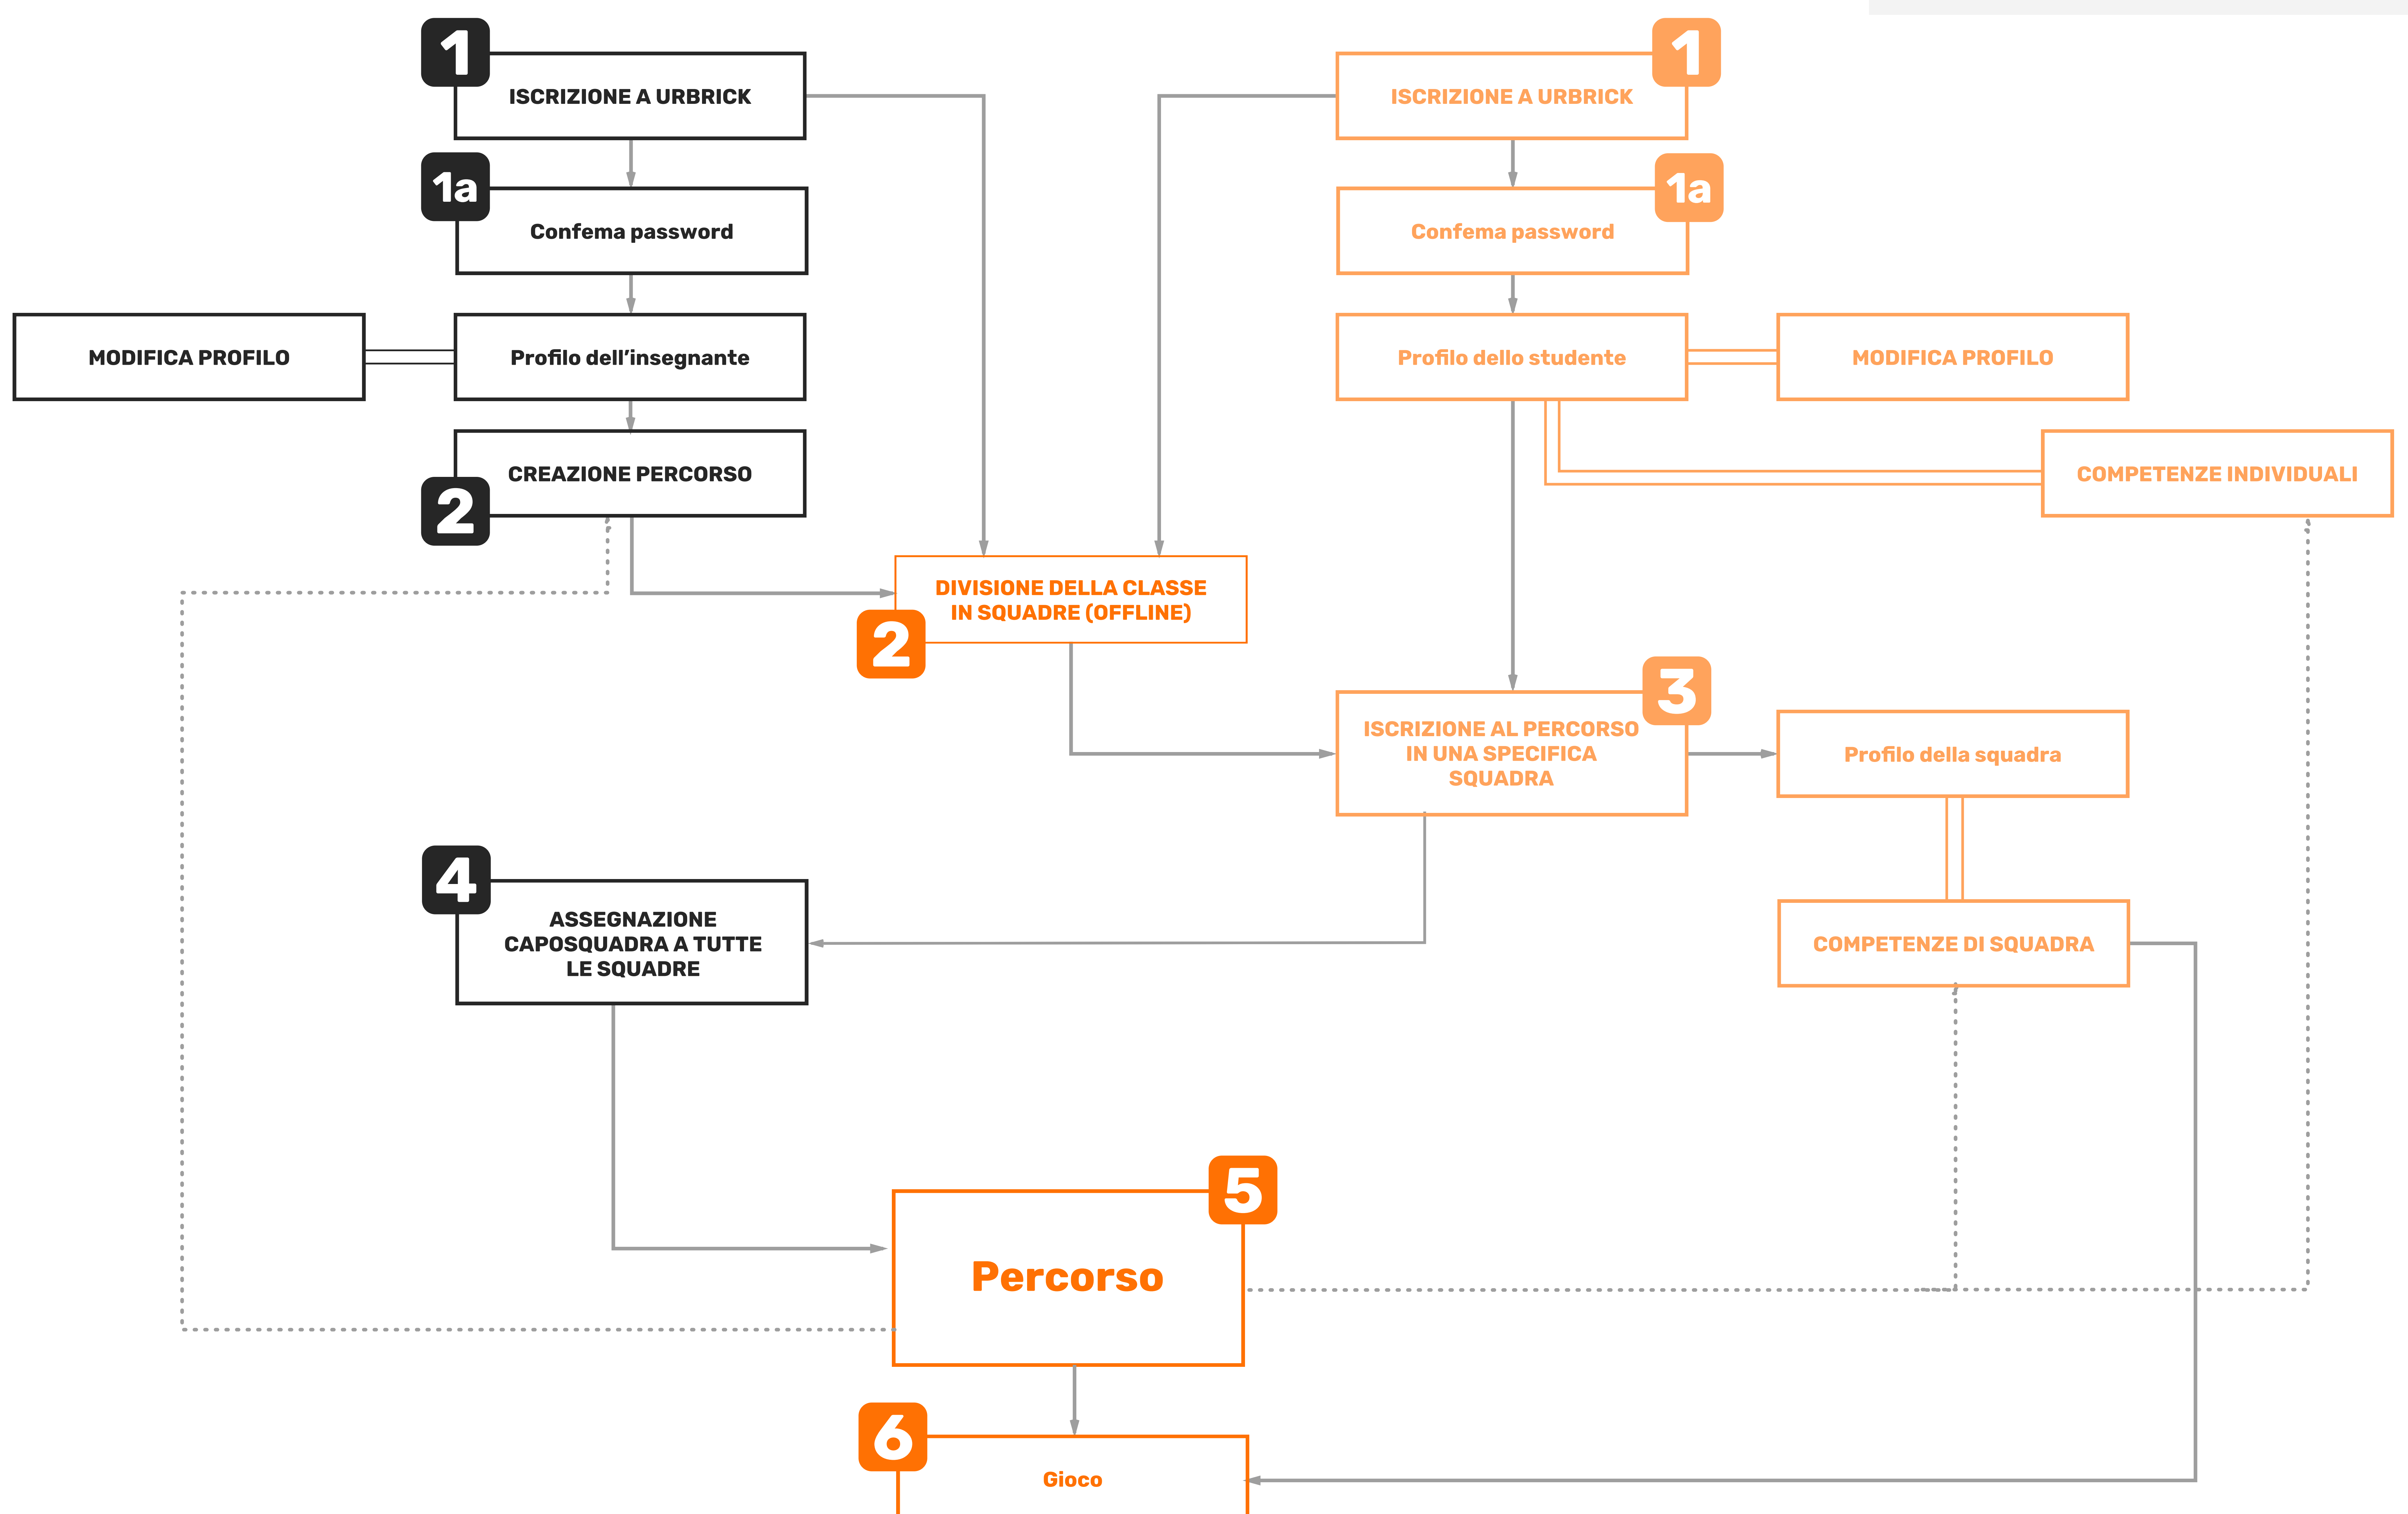 1
ISCRIZIONE A URBRICK
1
ISCRIZIONE A URBRICK
1a
Confema password
1a
Confema password
MODIFICA PROFILO
Profilo dell’insegnante
Profilo dello studente
MODIFICA PROFILO
CREAZIONE PERCORSO
2
COMPETENZE INDIVIDUALI
DIVISIONE DELLA CLASSE
IN SQUADRE (OFFLINE)
2
3
ISCRIZIONE AL PERCORSO
IN UNA SPECIFICA
SQUADRA
Profilo della squadra
4
ASSEGNAZIONE
CAPOSQUADRA A TUTTE
LE SQUADRE
COMPETENZE DI SQUADRA
5
Percorso
6
Gioco